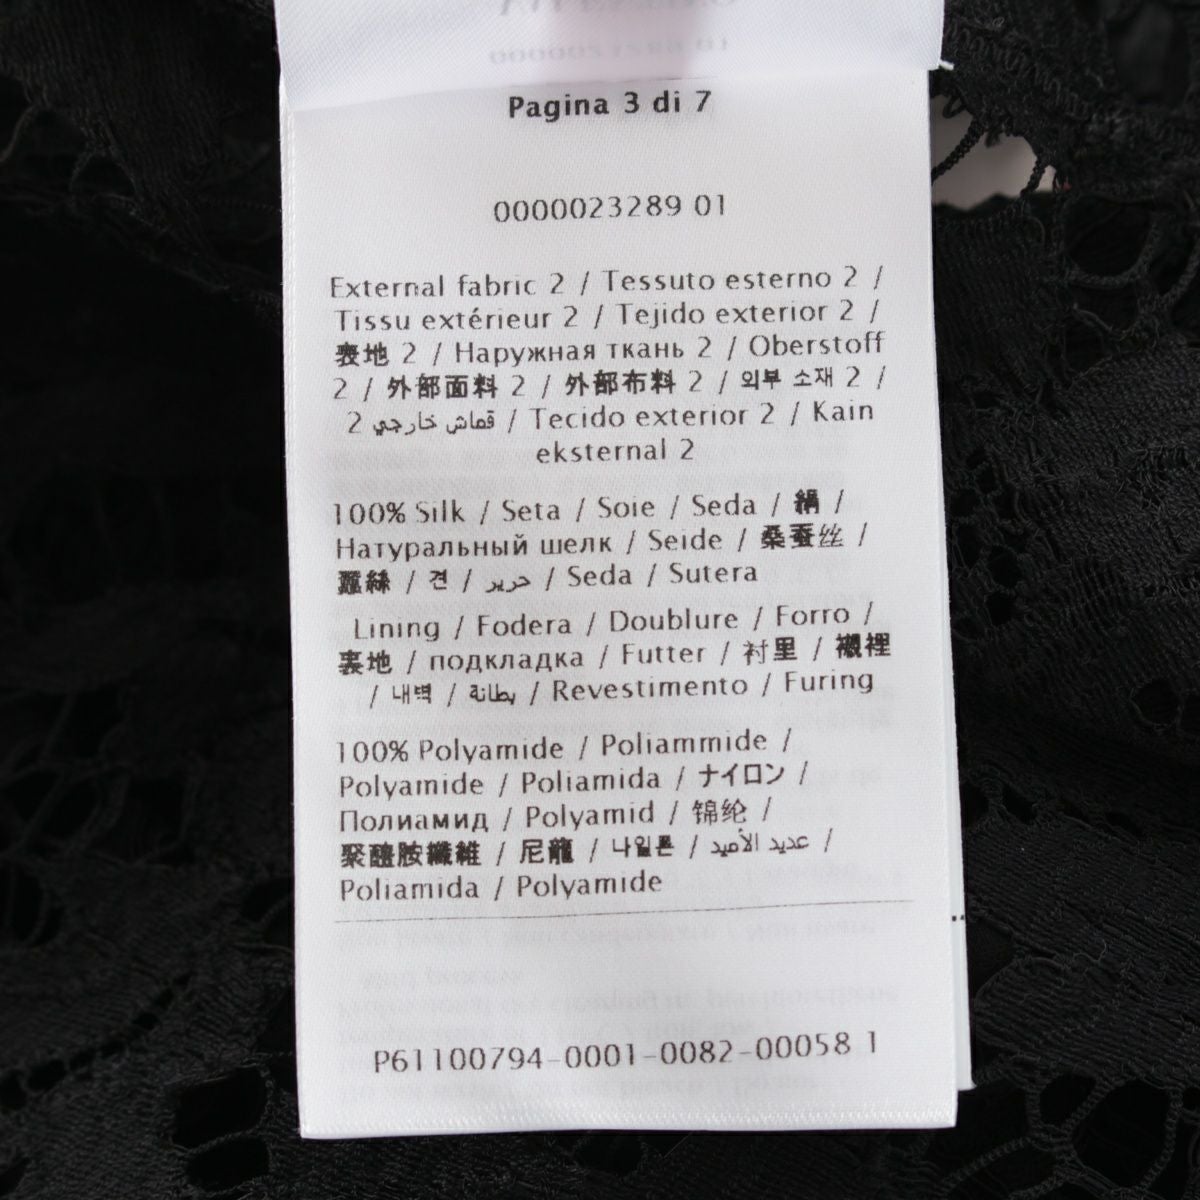 Pagina 3 di 7
0000023289 01
External fabric 2 / Tessuto esterno 2 /
Tissu extérieur 2 / Tejido exterior 2 /
表地 2 / Наружная ткань 2 / Oberstoff
2 / 外部面料 2 / 外部布料 2 / 외부 소재 2 /
قماش خارجي 2 / Tecido exterior 2 / Kain
eksternal 2
100% Silk / Seta / Soie / Seda / 絹 /
Натуральный шелк / Seide / 桑蚕丝 /
蠶絲 / 견 / حرير / Seda / Sutera
Lining / Fodera / Doublure / Forro /
裏地 / подкладка / Futter / 衬里 / 襯裡
/ 내벽 / بطانة / Revestimento / Furing
100% Polyamide / Poliammide /
Polyamide / Poliamida / ナイロン /
Полиамид / Polyamid / 锦纶 /
聚醯胺纖維 / 尼龍 / 나일론 / عديد الأميد /
Poliamida / Polyamide
P61100794-0001-0082-00058 1